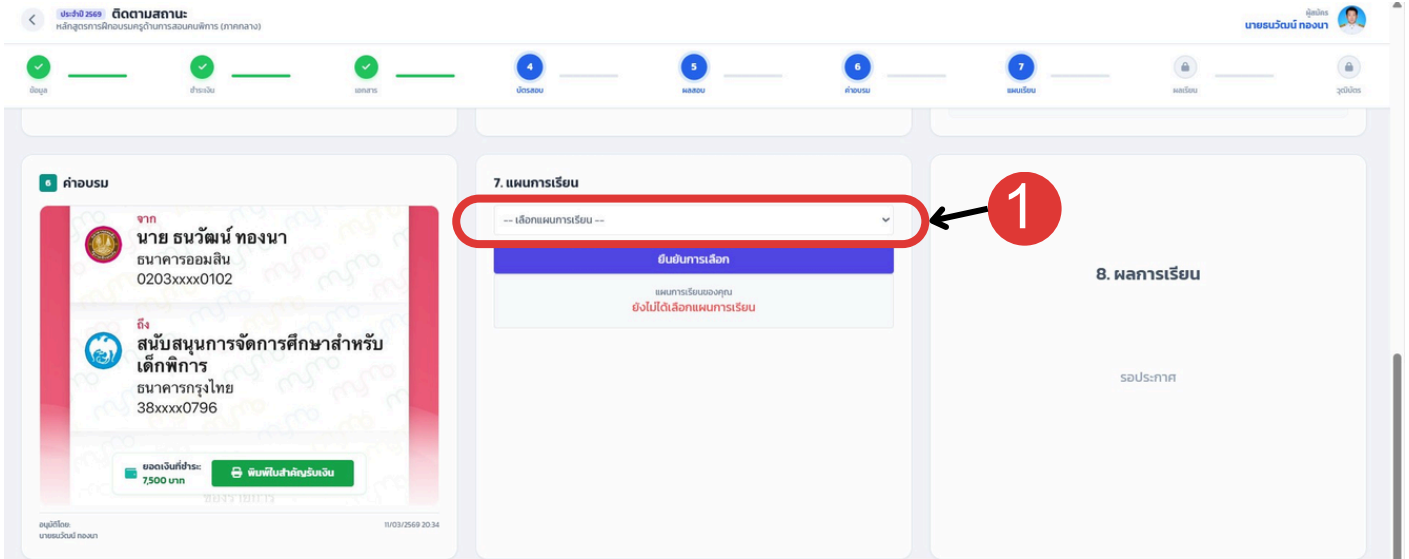 ประจำปี 2569 ติดตามสถานะ
หลักสูตรการฝึกอบรมครูด้านการสอนคนพิการ (ภาคกลาง)
ผู้สมัคร
นายธนวัฒน์ ทองนา
4
5
6
7
ข้อมูล
ชำระเงิน
เอกสาร
บัตรสอบ
ผลสอบ
ค่าอบรม
แผนเรียน
ผลเรียน
วุฒิบัตร
6 ค่าอบรม
จาก
นาย ธนวัฒน์ ทองนา
ธนาคารออมสิน
0203xxxx0102
ถึง
สนับสนุนการจัดการศึกษาสำหรับ
เด็กพิการ
ธนาคารกรุงไทย
38xxxx0796
ยอดเงินที่ชำระ:
7,500 บาท
พิมพ์ใบสำคัญรับเงิน
อนุมัติโดย:
นายธนวัฒน์ ทองนา
11/03/2569 20:34
7. แผนการเรียน
-- เลือกแผนการเรียน --
1
ยืนยันการเลือก
แผนการเรียนของคุณ
ยังไม่ได้เลือกแผนการเรียน
8. ผลการเรียน
รอประกาศ